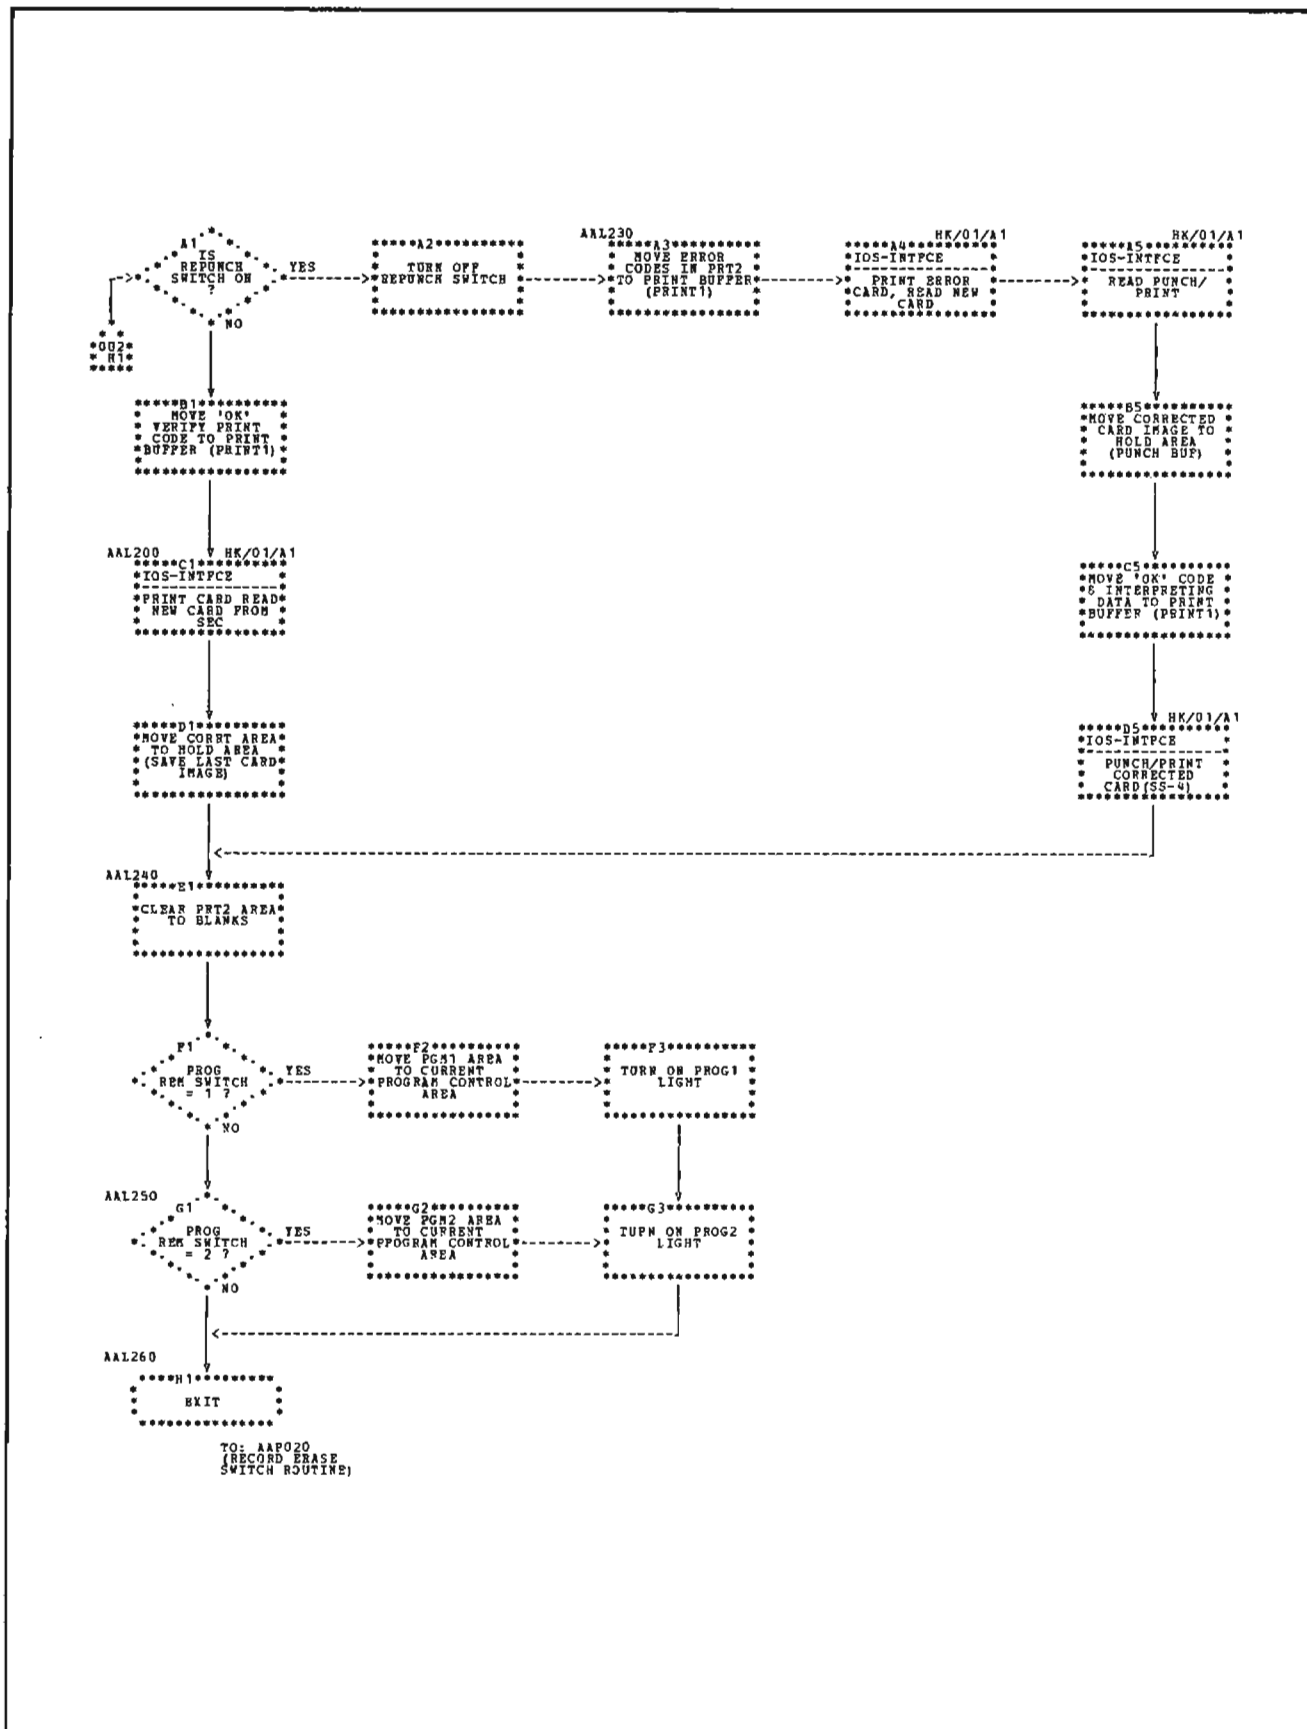 A1
IS
REPUNCH
SWITCH ON
?
YES
NO
002
H1
A2
TURN OFF
REPUNCH SWITCH
AAL230
A3
MOVE ERROR
CODES IN PRT2
TO PRINT BUFFER
(PRINT1)
HK/01/A1
A4
IOS-INTFCE
PRINT ERROR
CARD, READ NEW
CARD
HK/01/A1
A5
IOS-INTFCE
READ PUNCH/
PRINT
B1
MOVE 'OK'
VERIFY PRINT
CODE TO PRINT
BUFFER (PRINT1)
B5
MOVE CORRECTED
CARD IMAGE TO
HOLD AREA
(PUNCH BUF)
AAL200
HK/01/A1
C1
IOS-INTFCE
PRINT CARD READ
NEW CARD FROM
SEC
C5
MOVE 'OK' CODE
& INTERPRETING
DATA TO PRINT
BUFFER (PRINT1)
D1
MOVE CORRT AREA
TO HOLD AREA
(SAVE LAST CARD
IMAGE)
HK/01/A1
D5
IOS-INTFCE
PUNCH/PRINT
CORRECTED
CARD(SS-4)
AAL240
E1
CLEAR PRT2 AREA
TO BLANKS
F1
PROG
REM SWITCH
= 1 ?
YES
NO
F2
MOVE PGM1 AREA
TO CURRENT
PROGRAM CONTROL
AREA
F3
TURN ON PROG1
LIGHT
AAL250
G1
PROG
REM SWITCH
= 2 ?
YES
NO
G2
MOVE PGM2 AREA
TO CURRENT
PROGRAM CONTROL
AREA
G3
TURN ON PROG2
LIGHT
AAL260
H1
EXIT
TO: AAP020
(RECORD ERASE
SWITCH ROUTINE)